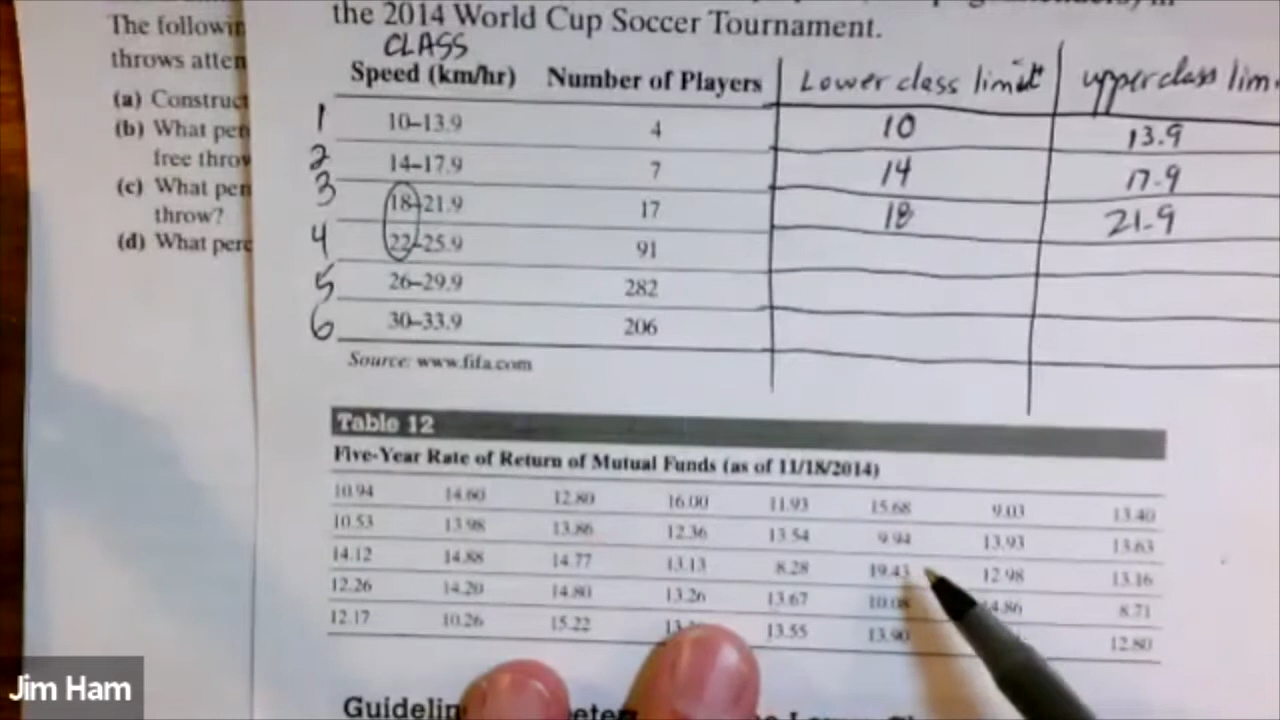 the 2014 World Cup Soccer Tournament.
The followin
throws atten
(a) Construct
(b) What per
free throw
(c) What pen
throw?
(d) What perc
CLASS
Speed (km/hr) Number of Players Lower class limit upper class lim
1 10–13.9 4 10 13.9
2 14–17.9 7 14 17.9
3 18–21.9 17 18 21.9
4 22–25.9 91
5 26–29.9 282
6 30–33.9 206
Source: www.fifa.com
Table 12
Five-Year Rate of Return of Mutual Funds (as of 11/18/2014)
10.94 14.60 12.80 16.00 11.93 15.68 9.03 13.40
10.53 13.98 13.86 12.36 13.54 9.94 13.93 13.63
14.12 14.88 14.77 13.13 8.28 19.43 12.98 13.16
12.26 14.20 14.80 13.26 13.67 10.08 4.86 8.71
12.17 10.26 15.22 13. 13.55 13.90 12.80
Guidelin
Jim Ham